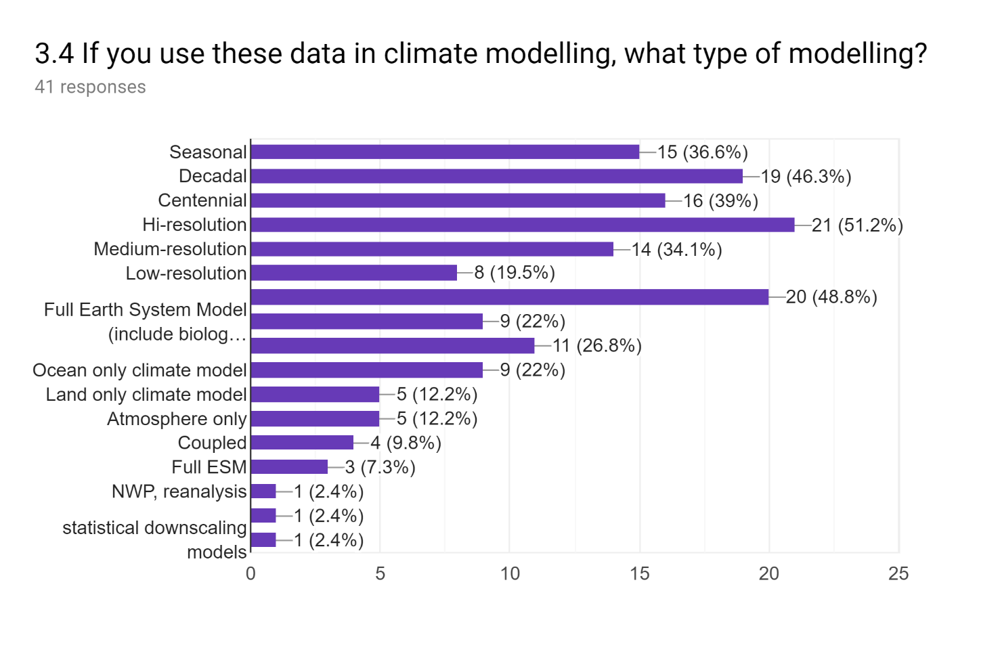 3.4 If you use these data in climate modelling, what type of modelling?
41 responses
Seasonal 15 (36.6%)
Decadal 19 (46.3%)
Centennial 16 (39%)
Hi-resolution 21 (51.2%)
Medium-resolution 14 (34.1%)
Low-resolution 8 (19.5%)
20 (48.8%)
Full Earth System Model
9 (22%)
(include biolog…
11 (26.8%)
Ocean only climate model 9 (22%)
Land only climate model 5 (12.2%)
Atmosphere only 5 (12.2%)
Coupled 4 (9.8%)
Full ESM 3 (7.3%)
NWP, reanalysis 1 (2.4%)
1 (2.4%)
statistical downscaling
1 (2.4%)
models
0 5 10 15 20 25